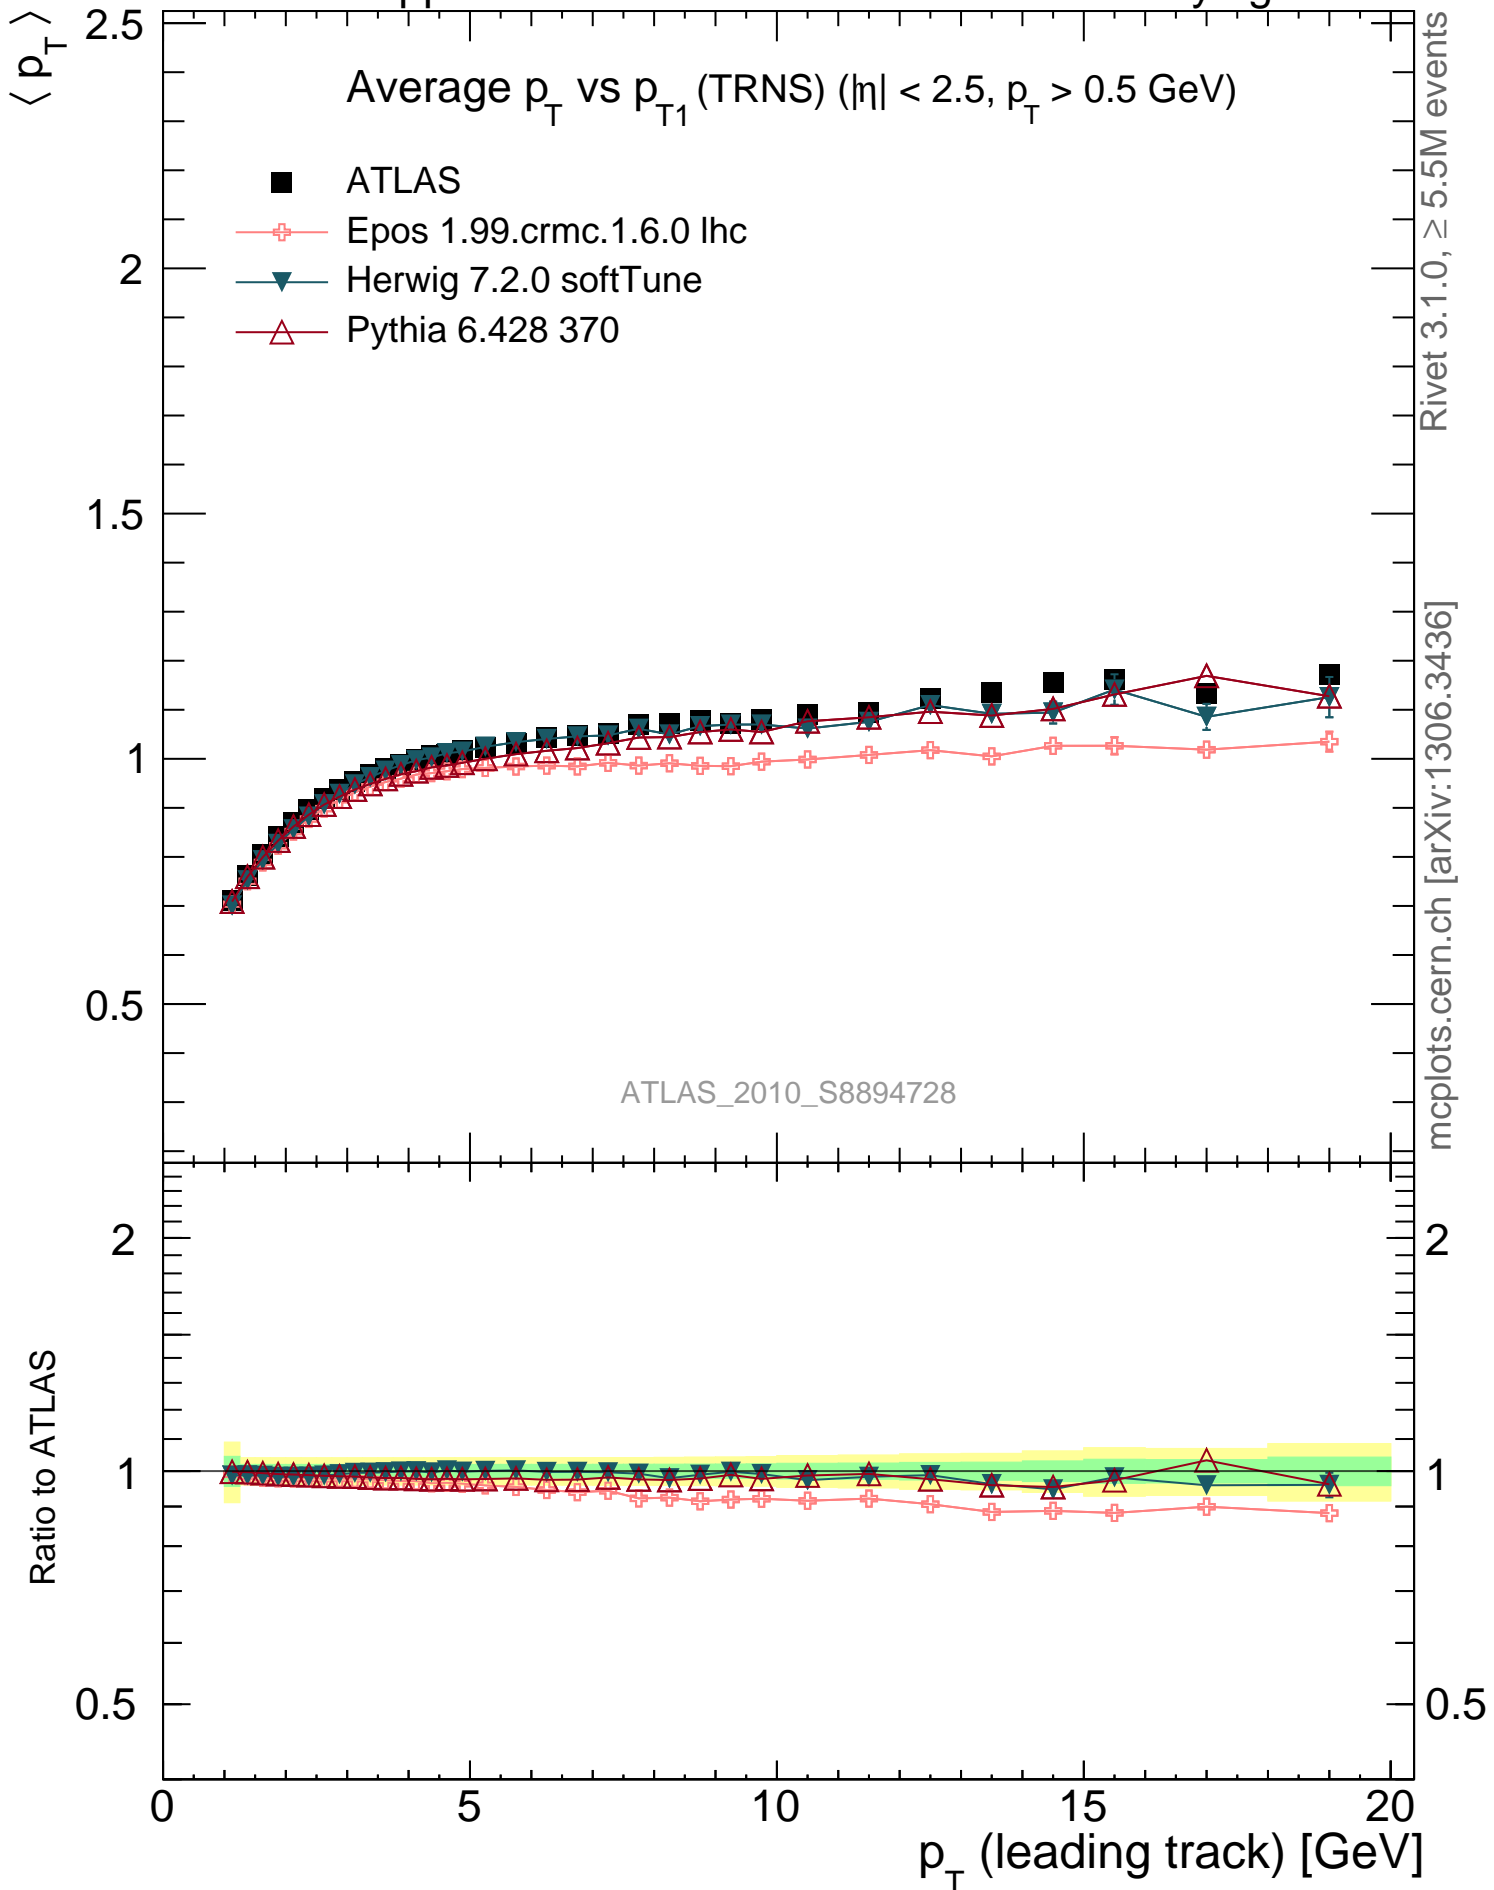 ⟨ p_T ⟩
Average p_T vs p_T1 (TRNS) (|η| < 2.5, p_T > 0.5 GeV)
ATLAS
Epos 1.99.crmc.1.6.0 lhc
Herwig 7.2.0 softTune
Pythia 6.428 370
2.5
2
1.5
1
0.5
ATLAS_2010_S8894728
Rivet 3.1.0, ≥ 5.5M events
mcplots.cern.ch [arXiv:1306.3436]
Ratio to ATLAS
2
1
0.5
2
1
0.5
0 5 10 15 20
p_T (leading track) [GeV]